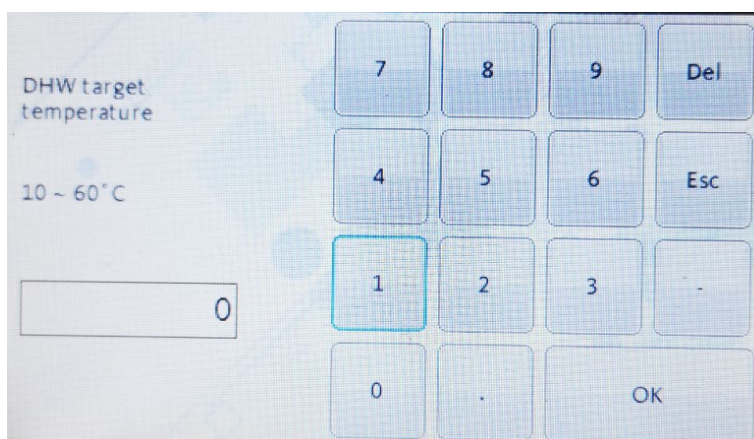 DHW target
temperature
10 ~ 60°C
0
7 8 9 Del
4 5 6 Esc
1 2 3 -
0 . OK